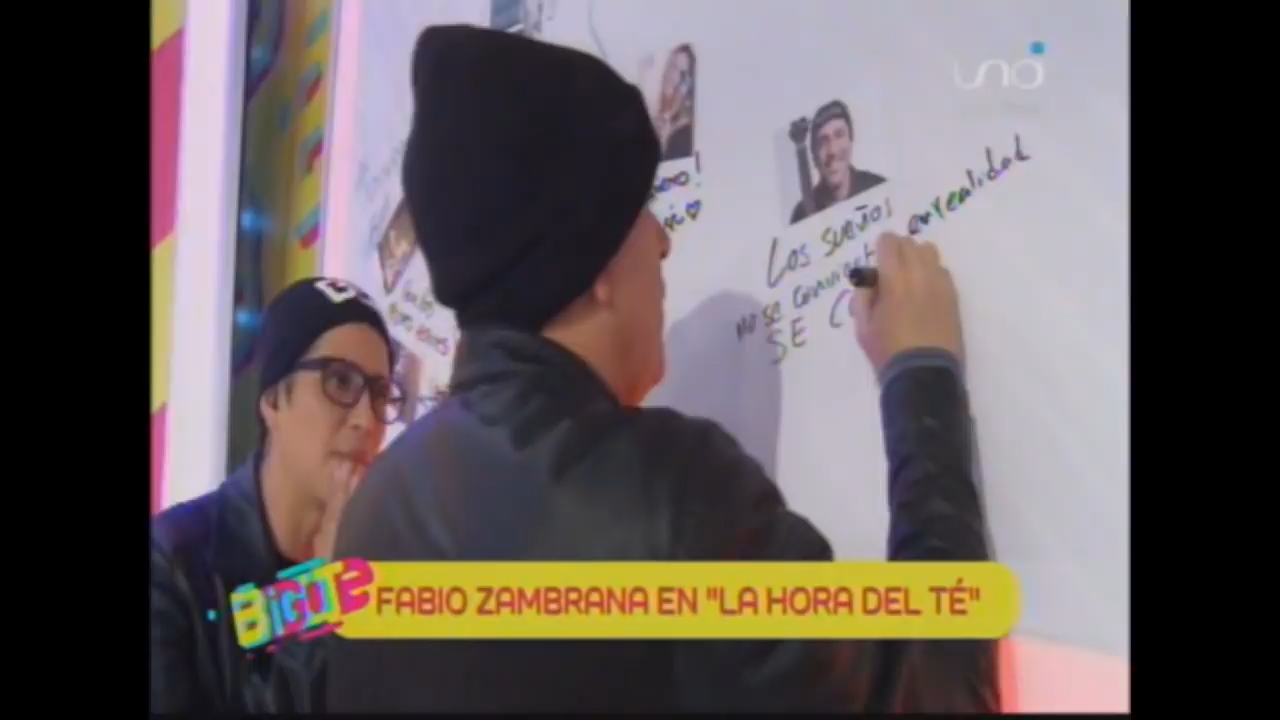 uno
Los sueños
no se convierten en realidad
SE C
BiGOTE
FABIO ZAMBRANA EN "LA HORA DEL TÉ"